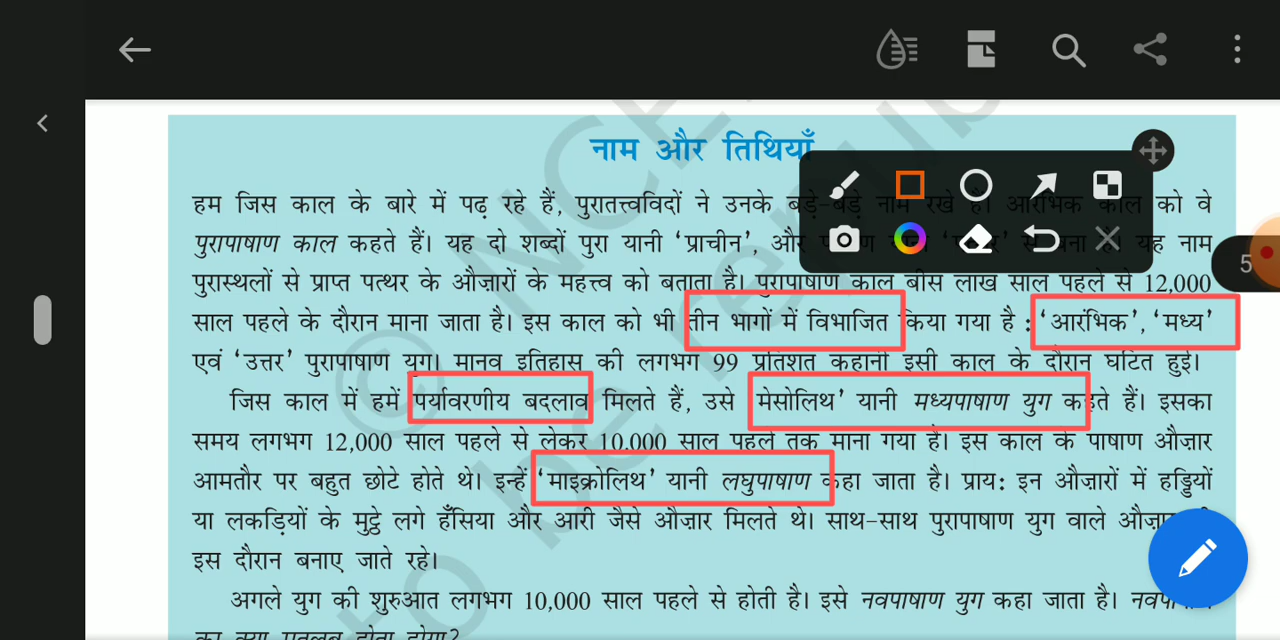 नाम और तिथियाँ
हम जिस काल के बारे में पढ़ रहे हैं, पुरातत्त्वविदों ने उनके बड़े-बड़े नाम रखे हैं। आरंभिक काल को वे
पुरापाषाण काल कहते हैं। यह दो शब्दों पुरा यानी ‘प्राचीन’, और है। यह नाम
पुरास्थलों से प्राप्त पत्थर के औज़ारों के महत्त्व को बताता है। पुरापाषाण काल बीस लाख साल पहले से 12,000
5
साल पहले के दौरान माना जाता है। इस काल को भी तीन भागों में विभाजित किया गया है : ‘आरंभिक’, ‘मध्य’
एवं ‘उत्तर’ पुरापाषाण युग। मानव इतिहास की लगभग 99 प्रतिशत कहानी इसी काल के दौरान घटित हुई।
जिस काल में हमें पर्यावरणीय बदलाव मिलते हैं, उसे मेसोलिथ’ यानी मध्यपाषाण युग कहते हैं। इसका
समय लगभग 12,000 साल पहले से लेकर 10,000 साल पहले तक माना गया है। इस काल के पाषाण औज़ार
आमतौर पर बहुत छोटे होते थे। इन्हें ‘माइक्रोलिथ’ यानी लघुपाषाण कहा जाता है। प्राय: इन औज़ारों में हड्डियों
या लकड़ियों के मुट्ठे लगे हँसिया और आरी जैसे औज़ार मिलते थे। साथ-साथ पुरापाषाण युग वाले औज़ार
इस दौरान बनाए जाते रहे।
अगले युग की शुरुआत लगभग 10,000 साल पहले से होती है। इसे नवपाषाण युग कहा जाता है। नवपाषाण
का क्या मतलब होता होगा?